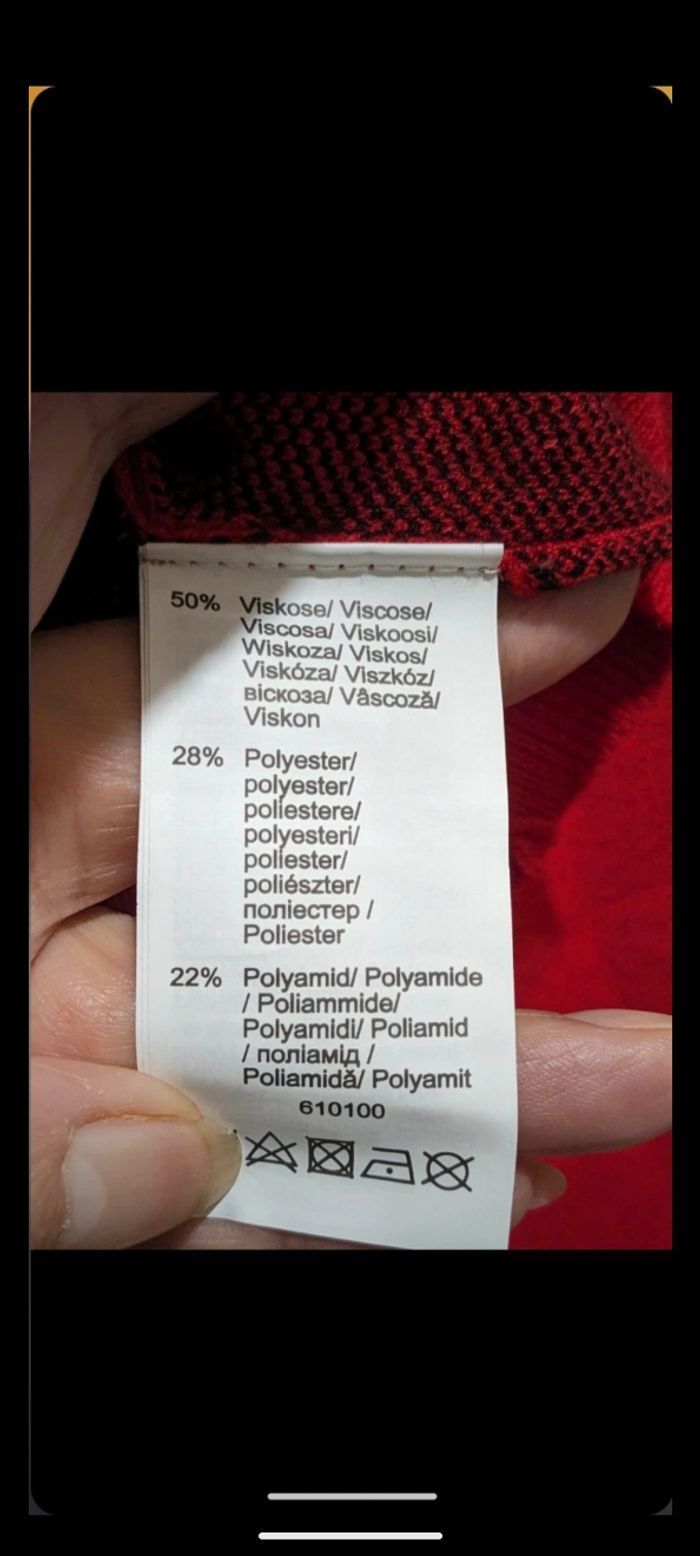 50% Viskose/ Viscose/
Viscosa/ Viskoosi/
Wiskoza/ Viskos/
Viskóza/ Viszkóz/
віскоза/ Vâscoză/
Viskon
28% Polyester/
polyester/
poliestere/
polyesteri/
poliester/
poliészter/
поліестер /
Poliester
22% Polyamid/ Polyamide
/ Poliammide/
Polyamidi/ Poliamid
/ поліамід /
Poliamidă/ Polyamit
610100